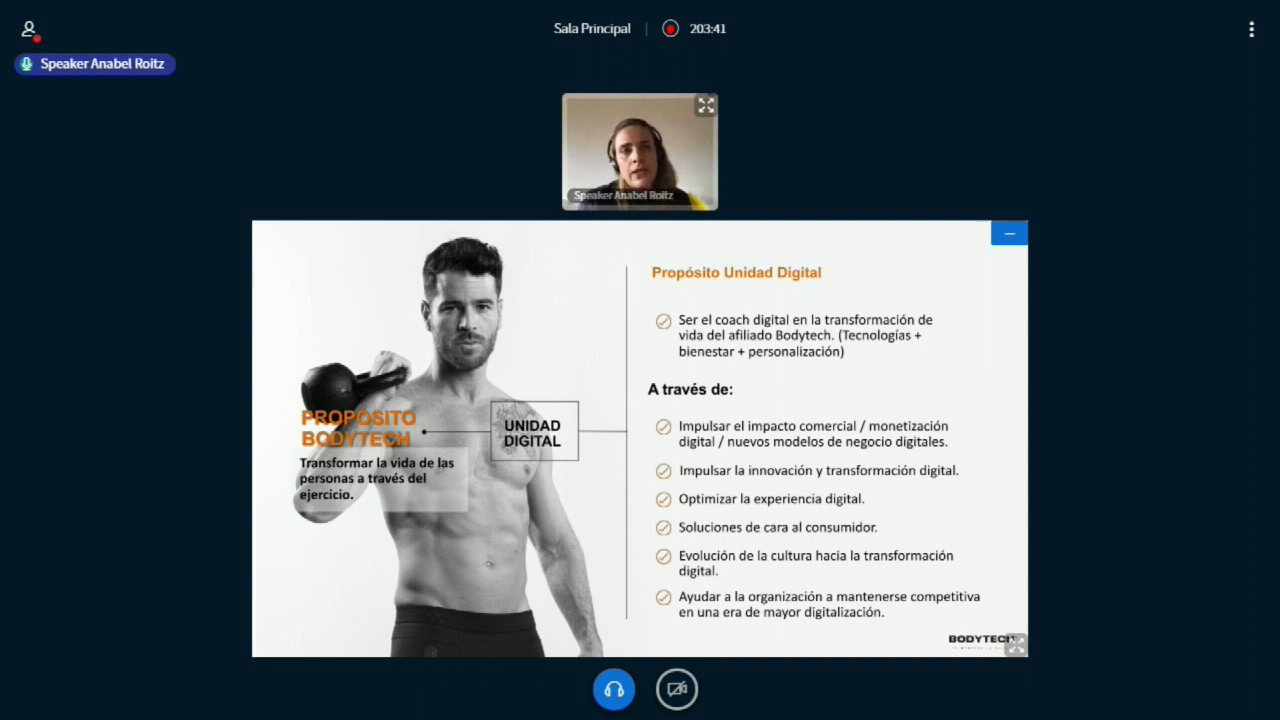 Sala Principal
203:41
Speaker Anabel Roitz
Speaker Anabel Roitz
PROPÓSITO
BODYTECH
Transformar la vida de las
personas a través del
ejercicio.
UNIDAD
DIGITAL
Propósito Unidad Digital
Ser el coach digital en la transformación de
vida del afiliado Bodytech. (Tecnologías +
bienestar + personalización)
A través de:
Impulsar el impacto comercial / monetización
digital / nuevos modelos de negocio digitales.
Impulsar la innovación y transformación digital.
Optimizar la experiencia digital.
Soluciones de cara al consumidor.
Evolución de la cultura hacia la transformación
digital.
Ayudar a la organización a mantenerse competitiva
en una era de mayor digitalización.
BODYTECH